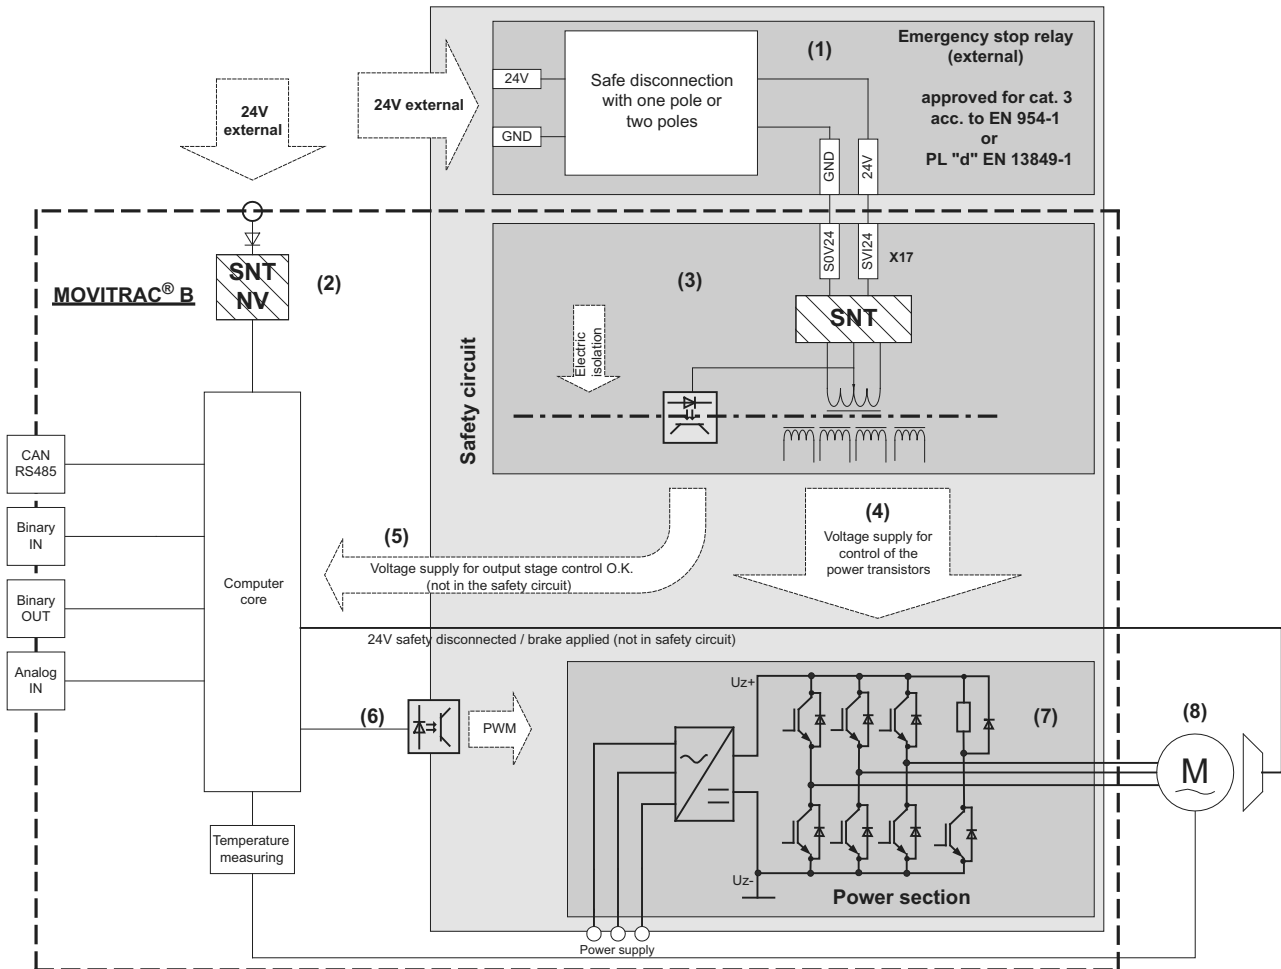 (1)
Emergency stop relay
(external)
approved for cat. 3
acc. to EN 954-1
or
PL "d" EN 13849-1
24V
GND
Safe disconnection
with one pole or
two poles
GND
24V
24V
external
24V external
MOVITRAC® B
SNT
NV
(2)
(3)
S0V24
SVI24
X17
SNT
Electric
isolation
Safety circuit
CAN
RS485
Binary
IN
Binary
OUT
Analog
IN
Computer
core
(4)
Voltage supply for
control of the
power transistors
(5)
Voltage supply for output stage control O.K.
(not in the safety circuit)
24V safety disconnected / brake applied (not in safety circuit)
(6)
PWM
Uz+
Uz-
(7)
(8)
M
Temperature
measuring
Power section
Power supply